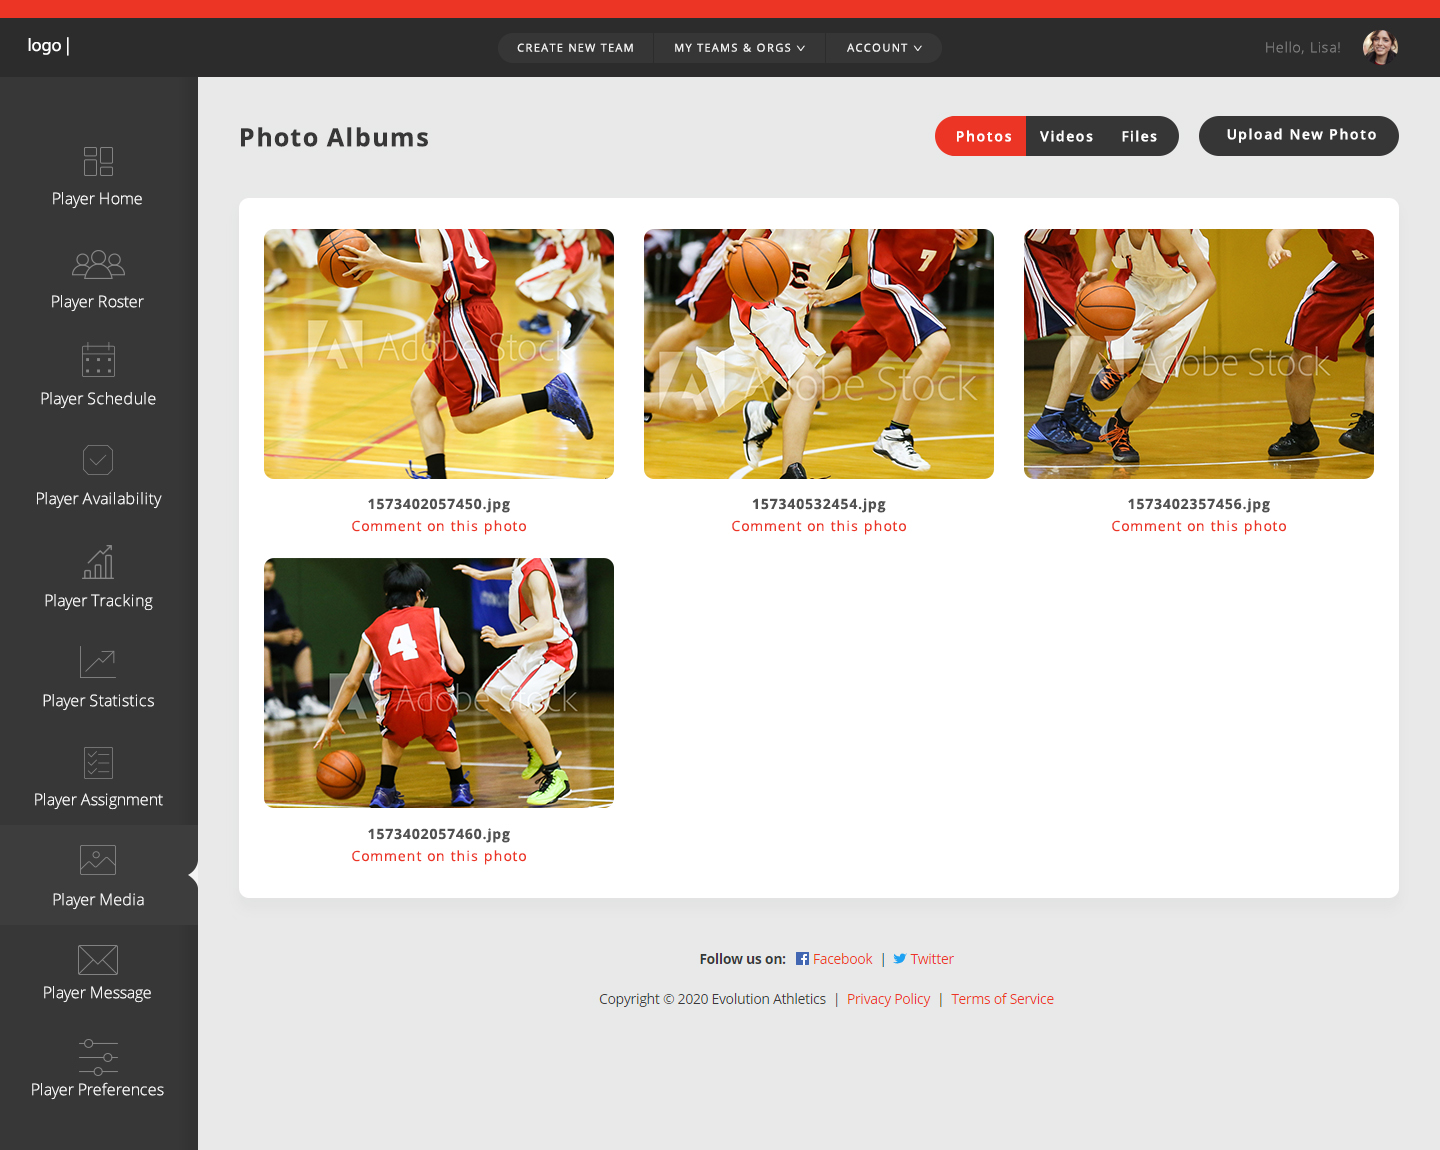 logo |
CREATE NEW TEAM
MY TEAMS & ORGS
ACCOUNT
Hello, Lisa!
Player Home
Player Roster
Player Schedule
Player Availability
Player Tracking
Player Statistics
Player Assignment
Player Media
Player Message
Player Preferences
Photo Albums
Photos
Videos
Files
Upload New Photo
4
Adobe Stock
1573402057450.jpg
Comment on this photo
51
7
Adobe Stock
157340532454.jpg
Comment on this photo
Adobe Stock
1573402357456.jpg
Comment on this photo
4
Adobe Stock
1573402057460.jpg
Comment on this photo
Follow us on: Facebook | Twitter
Copyright © 2020 Evolution Athletics | Privacy Policy | Terms of Service